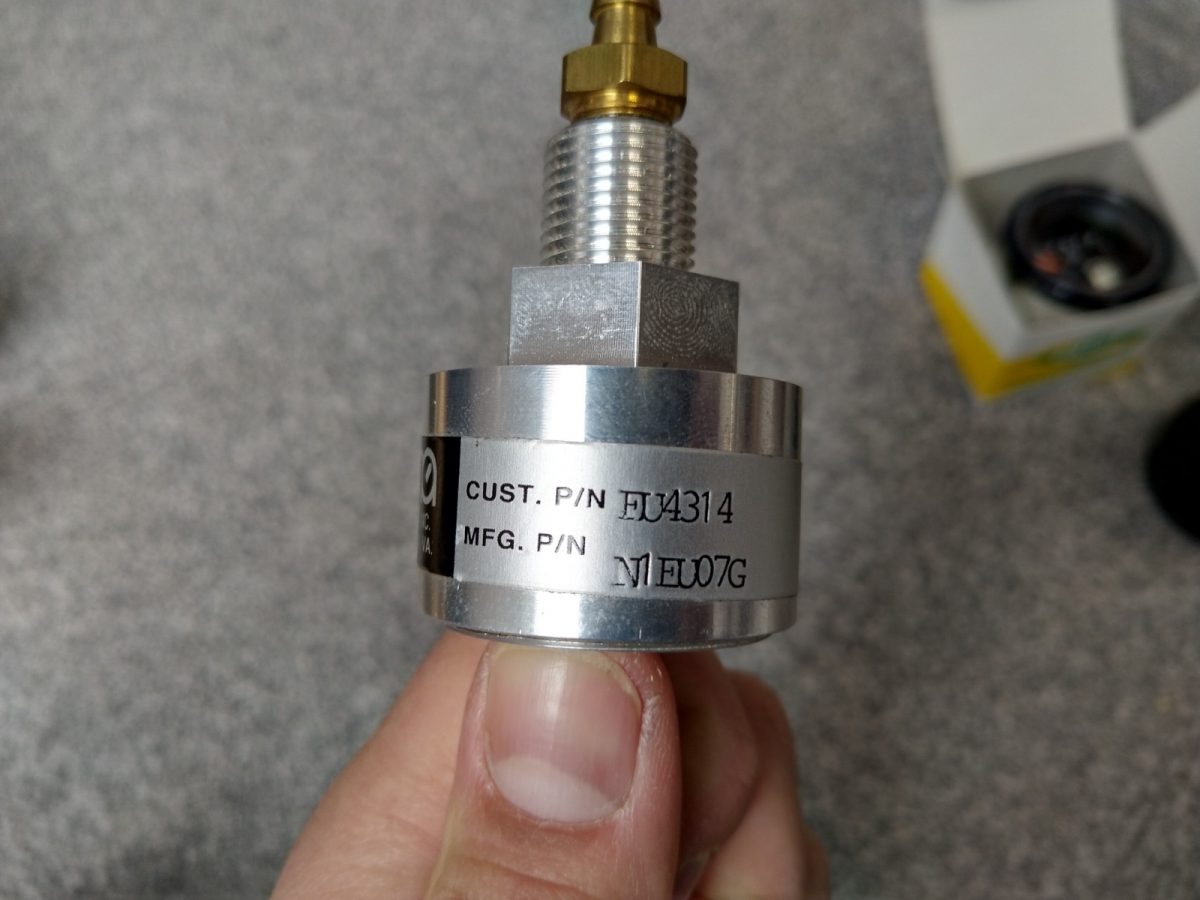 CUST. P/N EU4314
MFG. P/N N1EU07G